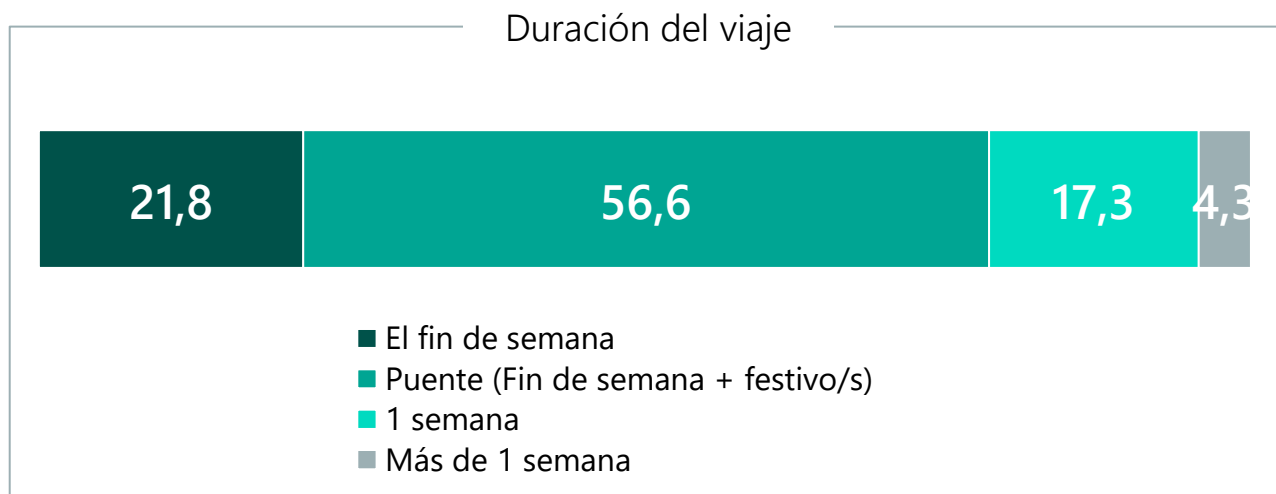 Duración del viaje
21,8 56,6 17,3 4,3
El fin de semana
Puente (Fin de semana + festivo/s)
1 semana
Más de 1 semana